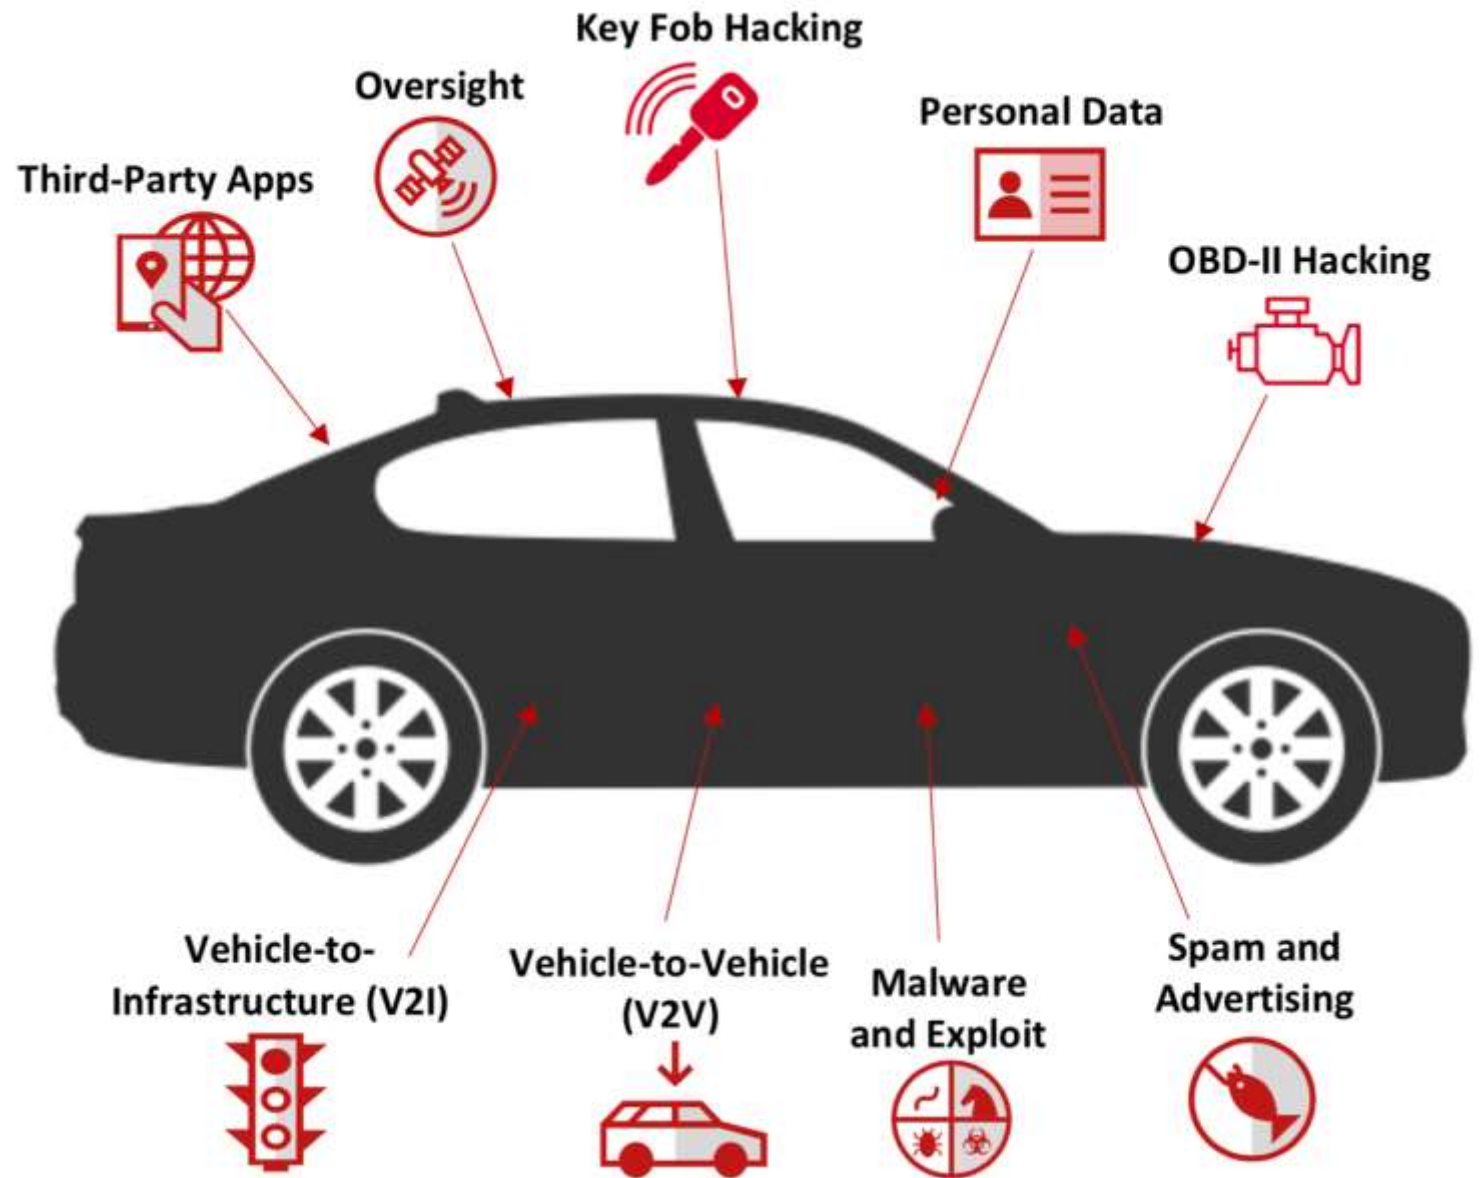 Key Fob Hacking
Oversight
Personal Data
Third-Party Apps
OBD-II Hacking
Vehicle-to-
Infrastructure (V2I)
Vehicle-to-Vehicle
(V2V)
Malware
and Exploit
Spam and
Advertising